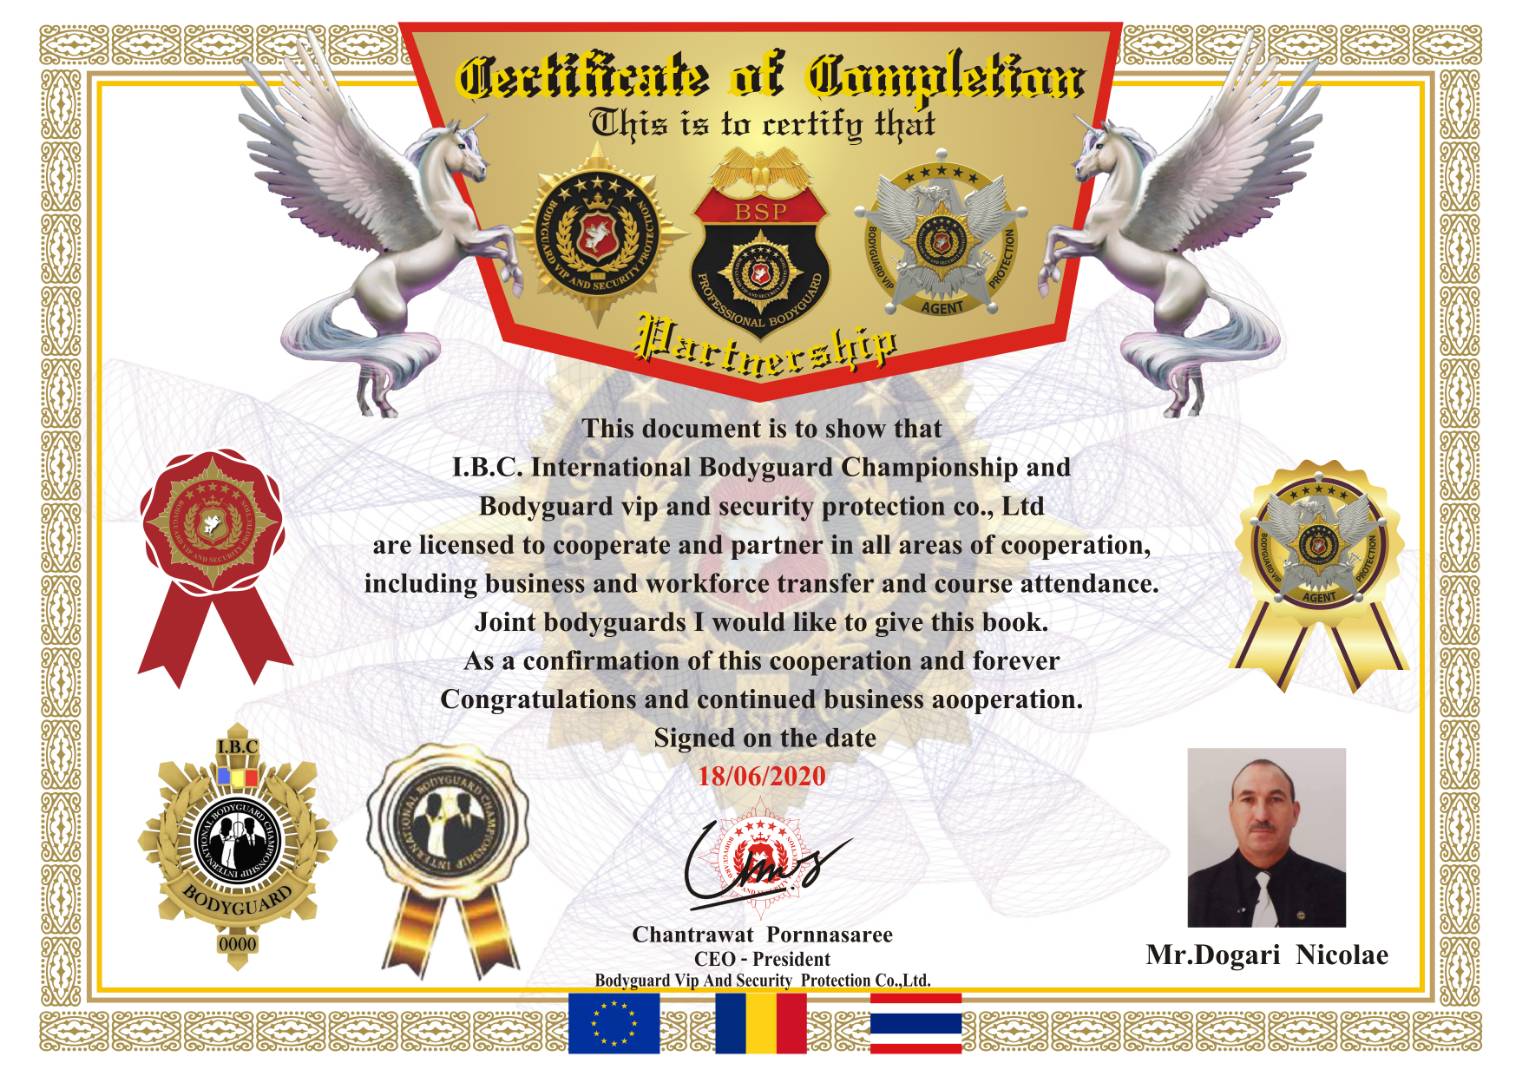 Certificate of Completion
This is to certify that
BODYGUARD VIP AND SECURITY PROTECTION
BSP
PROFESSIONAL BODYGUARD
BODYGUARD VIP
PROTECTION
AGENT
Partnership
This document is to show that
I.B.C. International Bodyguard Championship and
Bodyguard vip and security protection co., Ltd
are licensed to cooperate and partner in all areas of cooperation,
including business and workforce transfer and course attendance.
Joint bodyguards I would like to give this book.
As a confirmation of this cooperation and forever
Congratulations and continued business aooperation.
Signed on the date
18/06/2020
BODYGUARD VIP AND SECURITY PROTECTION
BODYGUARD VIP
PROTECTION
AGENT
I.B.C
INTERNATIONAL BODYGUARD CHAMPIONSHIP
BODYGUARD
0000
INTERNATIONAL BODYGUARD CHAMPIONSHIP
Chantrawat Pornnasaree
CEO - President
Bodyguard Vip And Security Protection Co.,Ltd.
Mr.Dogari Nicolae